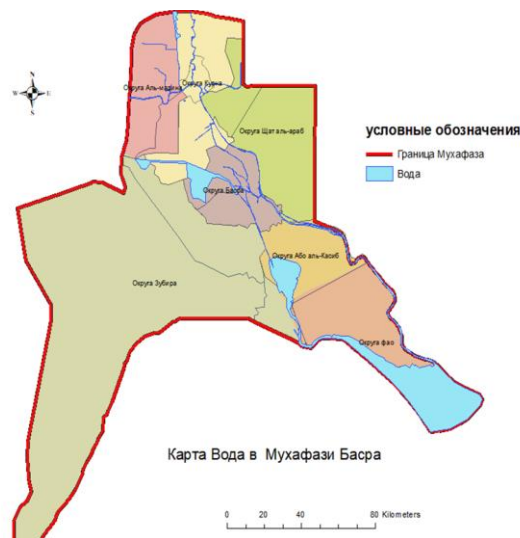 Округа Аль-мадина
Округа Курна
N
W E
S
Округа Щат аль-араб
условные обозначения
Граница Мухафаза
Вода
Округа Басра
Округа Або аль-Касиб
Округа Зубира
Округа фао
Карта Вода в Мухафази Басра
0 20 40 80 Kilometers